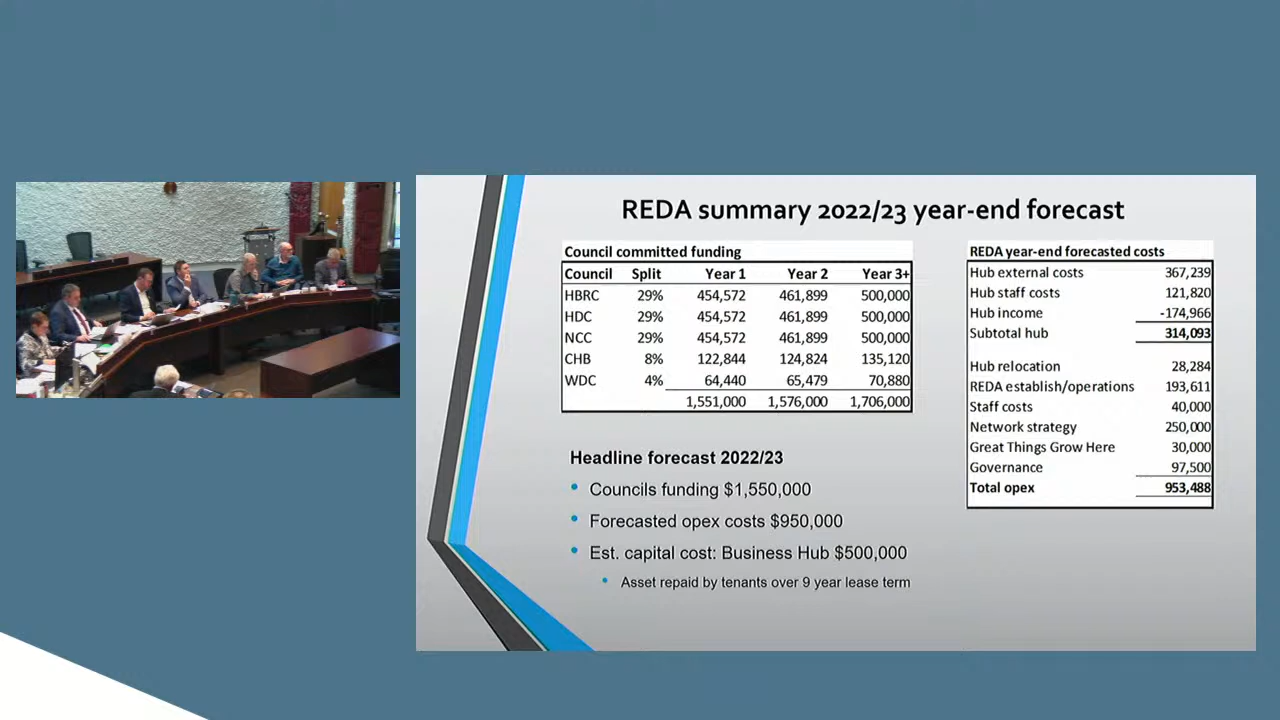 REDA summary 2022/23 year-end forecast
Council committed funding
Council Split Year 1 Year 2 Year 3+
HBRC 29% 454,572 461,899 500,000
HDC 29% 454,572 461,899 500,000
NCC 29% 454,572 461,899 500,000
CHB 8% 122,844 124,824 135,120
WDC 4% 64,440 65,479 70,880
1,551,000 1,576,000 1,706,000
Headline forecast 2022/23
• Councils funding $1,550,000
• Forecasted opex costs $950,000
• Est. capital cost: Business Hub $500,000
• Asset repaid by tenants over 9 year lease term
REDA year-end forecasted costs
Hub external costs 367,239
Hub staff costs 121,820
Hub income -174,966
Subtotal hub 314,093
Hub relocation 28,284
REDA establish/operations 193,611
Staff costs 40,000
Network strategy 250,000
Great Things Grow Here 30,000
Governance 97,500
Total opex 953,488